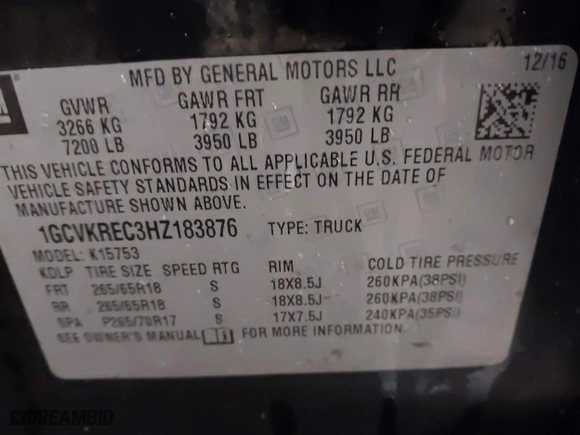 GM
12/16
MFD BY GENERAL MOTORS LLC
GVWR GAWR FRT GAWR RR
3266 KG 1792 KG 1792 KG
7200 LB 3950 LB 3950 LB
THIS VEHICLE CONFORMS TO ALL APPLICABLE U.S. FEDERAL MOTOR
VEHICLE SAFETY STANDARDS IN EFFECT ON THE DATE OF
MANUFACTURE SHOWN ABOVE.
1GCVKREC3HZ183876 TYPE: TRUCK
MODEL: K15753
KDLP TIRE SIZE SPEED RTG RIM COLD TIRE PRESSURE
FRT 265/65R18 S 18X8.5J 260KPA(38PSI)
RR 265/65R18 S 18X8.5J 260KPA(38PSI)
SPA P265/70R17 S 17X7.5J 240KPA(35PSI)
SEE OWNER'S MANUAL FOR MORE INFORMATION.
DREAMBID